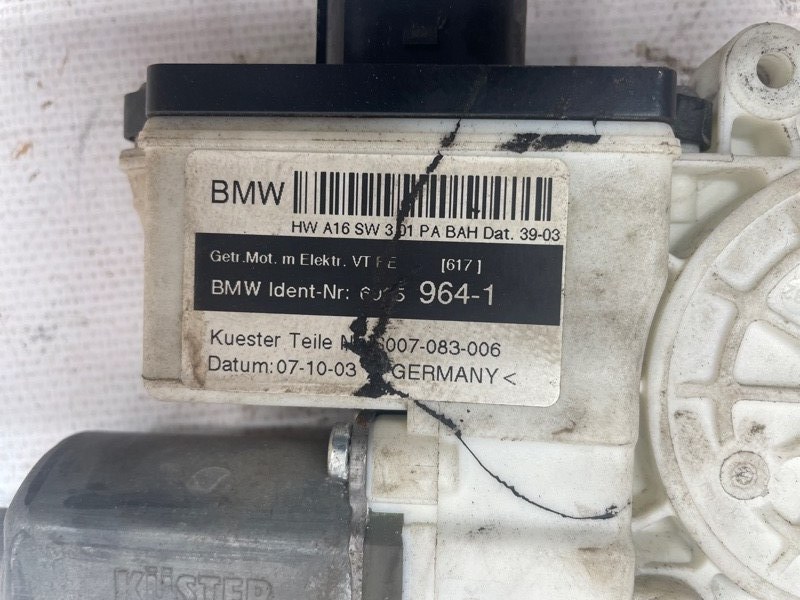 BMW
HW A16 SW 3.01 PA BAH Dat. 39-03
Getr.Mot. m Elektr. VT [617]
BMW Ident-Nr: 964-1
Kuester Teile 007-083-006
Datum:07-10-03 GERMANY<
KÜSTER